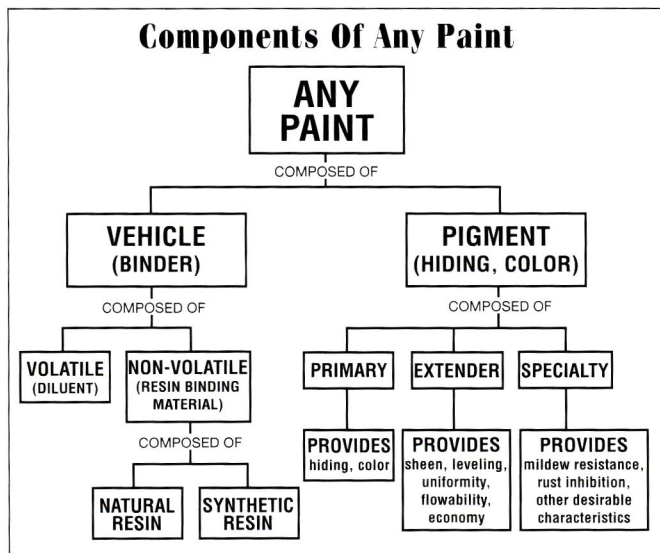 Components Of Any Paint
ANY
PAINT
COMPOSED OF
VEHICLE
(BINDER)
PIGMENT
(HIDING, COLOR)
COMPOSED OF
COMPOSED OF
VOLATILE
(DILUENT)
NON-VOLATILE
(RESIN BINDING
MATERIAL)
PRIMARY
EXTENDER
SPECIALTY
COMPOSED OF
NATURAL
RESIN
SYNTHETIC
RESIN
PROVIDES
hiding, color
PROVIDES
sheen, leveling,
uniformity,
flowability,
economy
PROVIDES
mildew resistance,
rust inhibition,
other desirable
characteristics